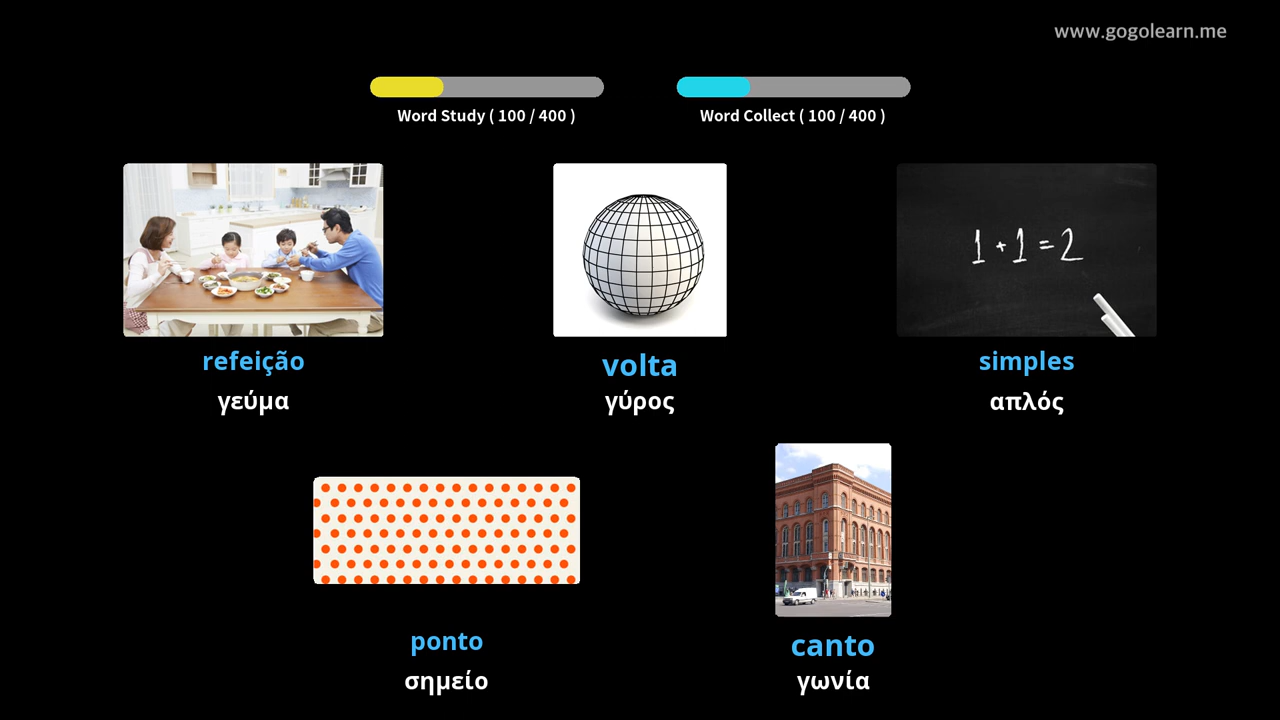 www.gogolearn.me
Word Study ( 100 / 400 )
Word Collect ( 100 / 400 )
1 + 1 = 2
refeição
volta
simples
γεύμα
γύρος
απλός
ponto
canto
σημείο
γωνία